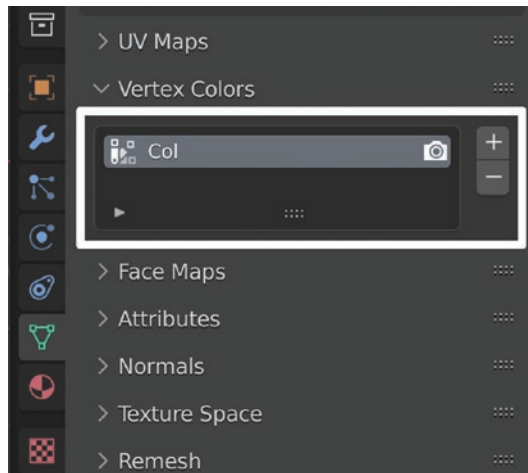 UV Maps
Vertex Colors
Col
Face Maps
Attributes
Normals
Texture Space
Remesh